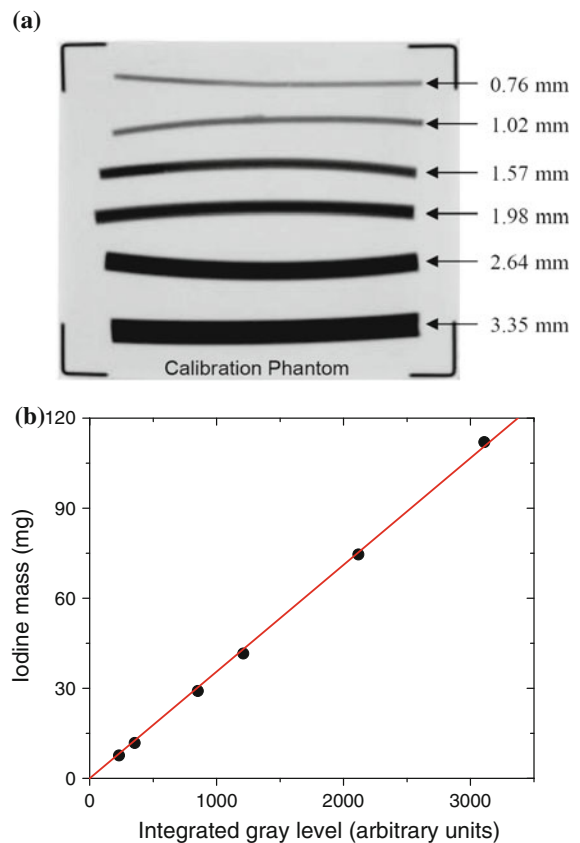 (a)
0.76 mm
1.02 mm
1.57 mm
1.98 mm
2.64 mm
3.35 mm
Calibration Phantom
(b)
120
90
60
30
0
Iodine mass (mg)
0 1000 2000 3000
Integrated gray level (arbitrary units)